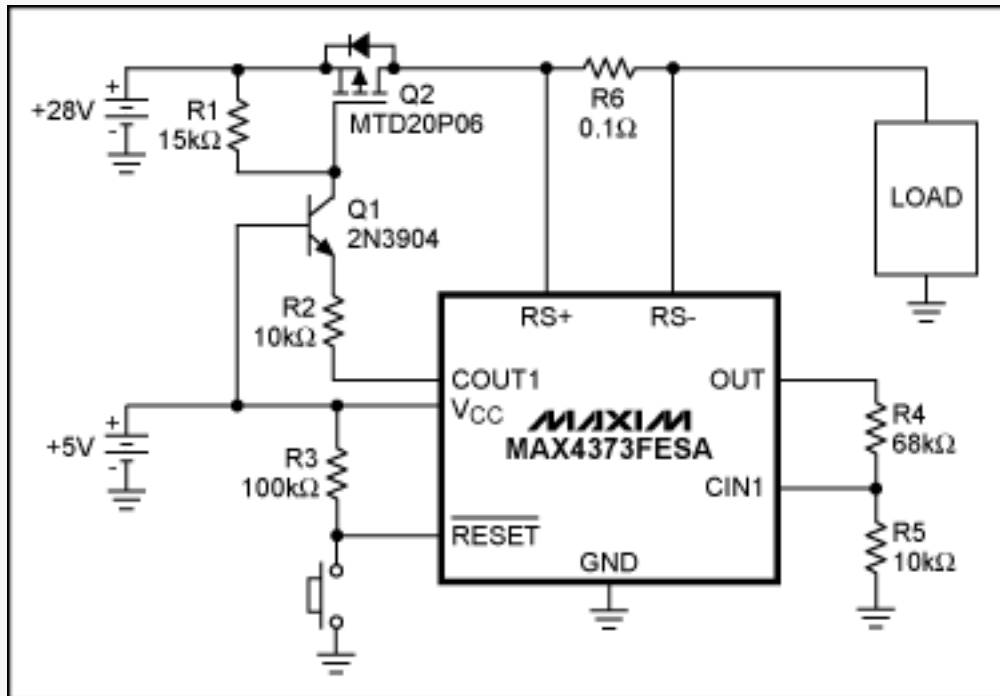 +
+28V
-
R1
15kΩ
Q2
MTD20P06
R6
0.1Ω
LOAD
Q1
2N3904
R2
10kΩ
RS+
RS-
COUT1
OUT
VCC
MAXIM
MAX4373FESA
R4
68kΩ
+
+5V
-
R3
100kΩ
CIN1
RESET
R5
10kΩ
GND